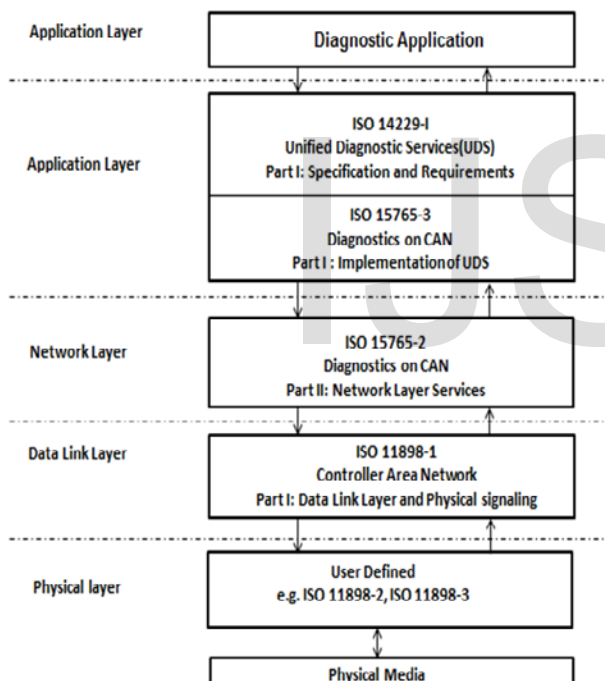 Application Layer
Diagnostic Application
ISO 14229-I
Unified Diagnostic Services(UDS)
Part I: Specification and Requirements
Application Layer
ISO 15765-3
Diagnostics on CAN
Part I : Implementation of UDS
Network Layer
ISO 15765-2
Diagnostics on CAN
Part II: Network Layer Services
Data Link Layer
ISO 11898-1
Controller Area Network
Part I: Data Link Layer and Physical signaling
Physical layer
User Defined
e.g. ISO 11898-2, ISO 11898-3
Physical Media
IJS